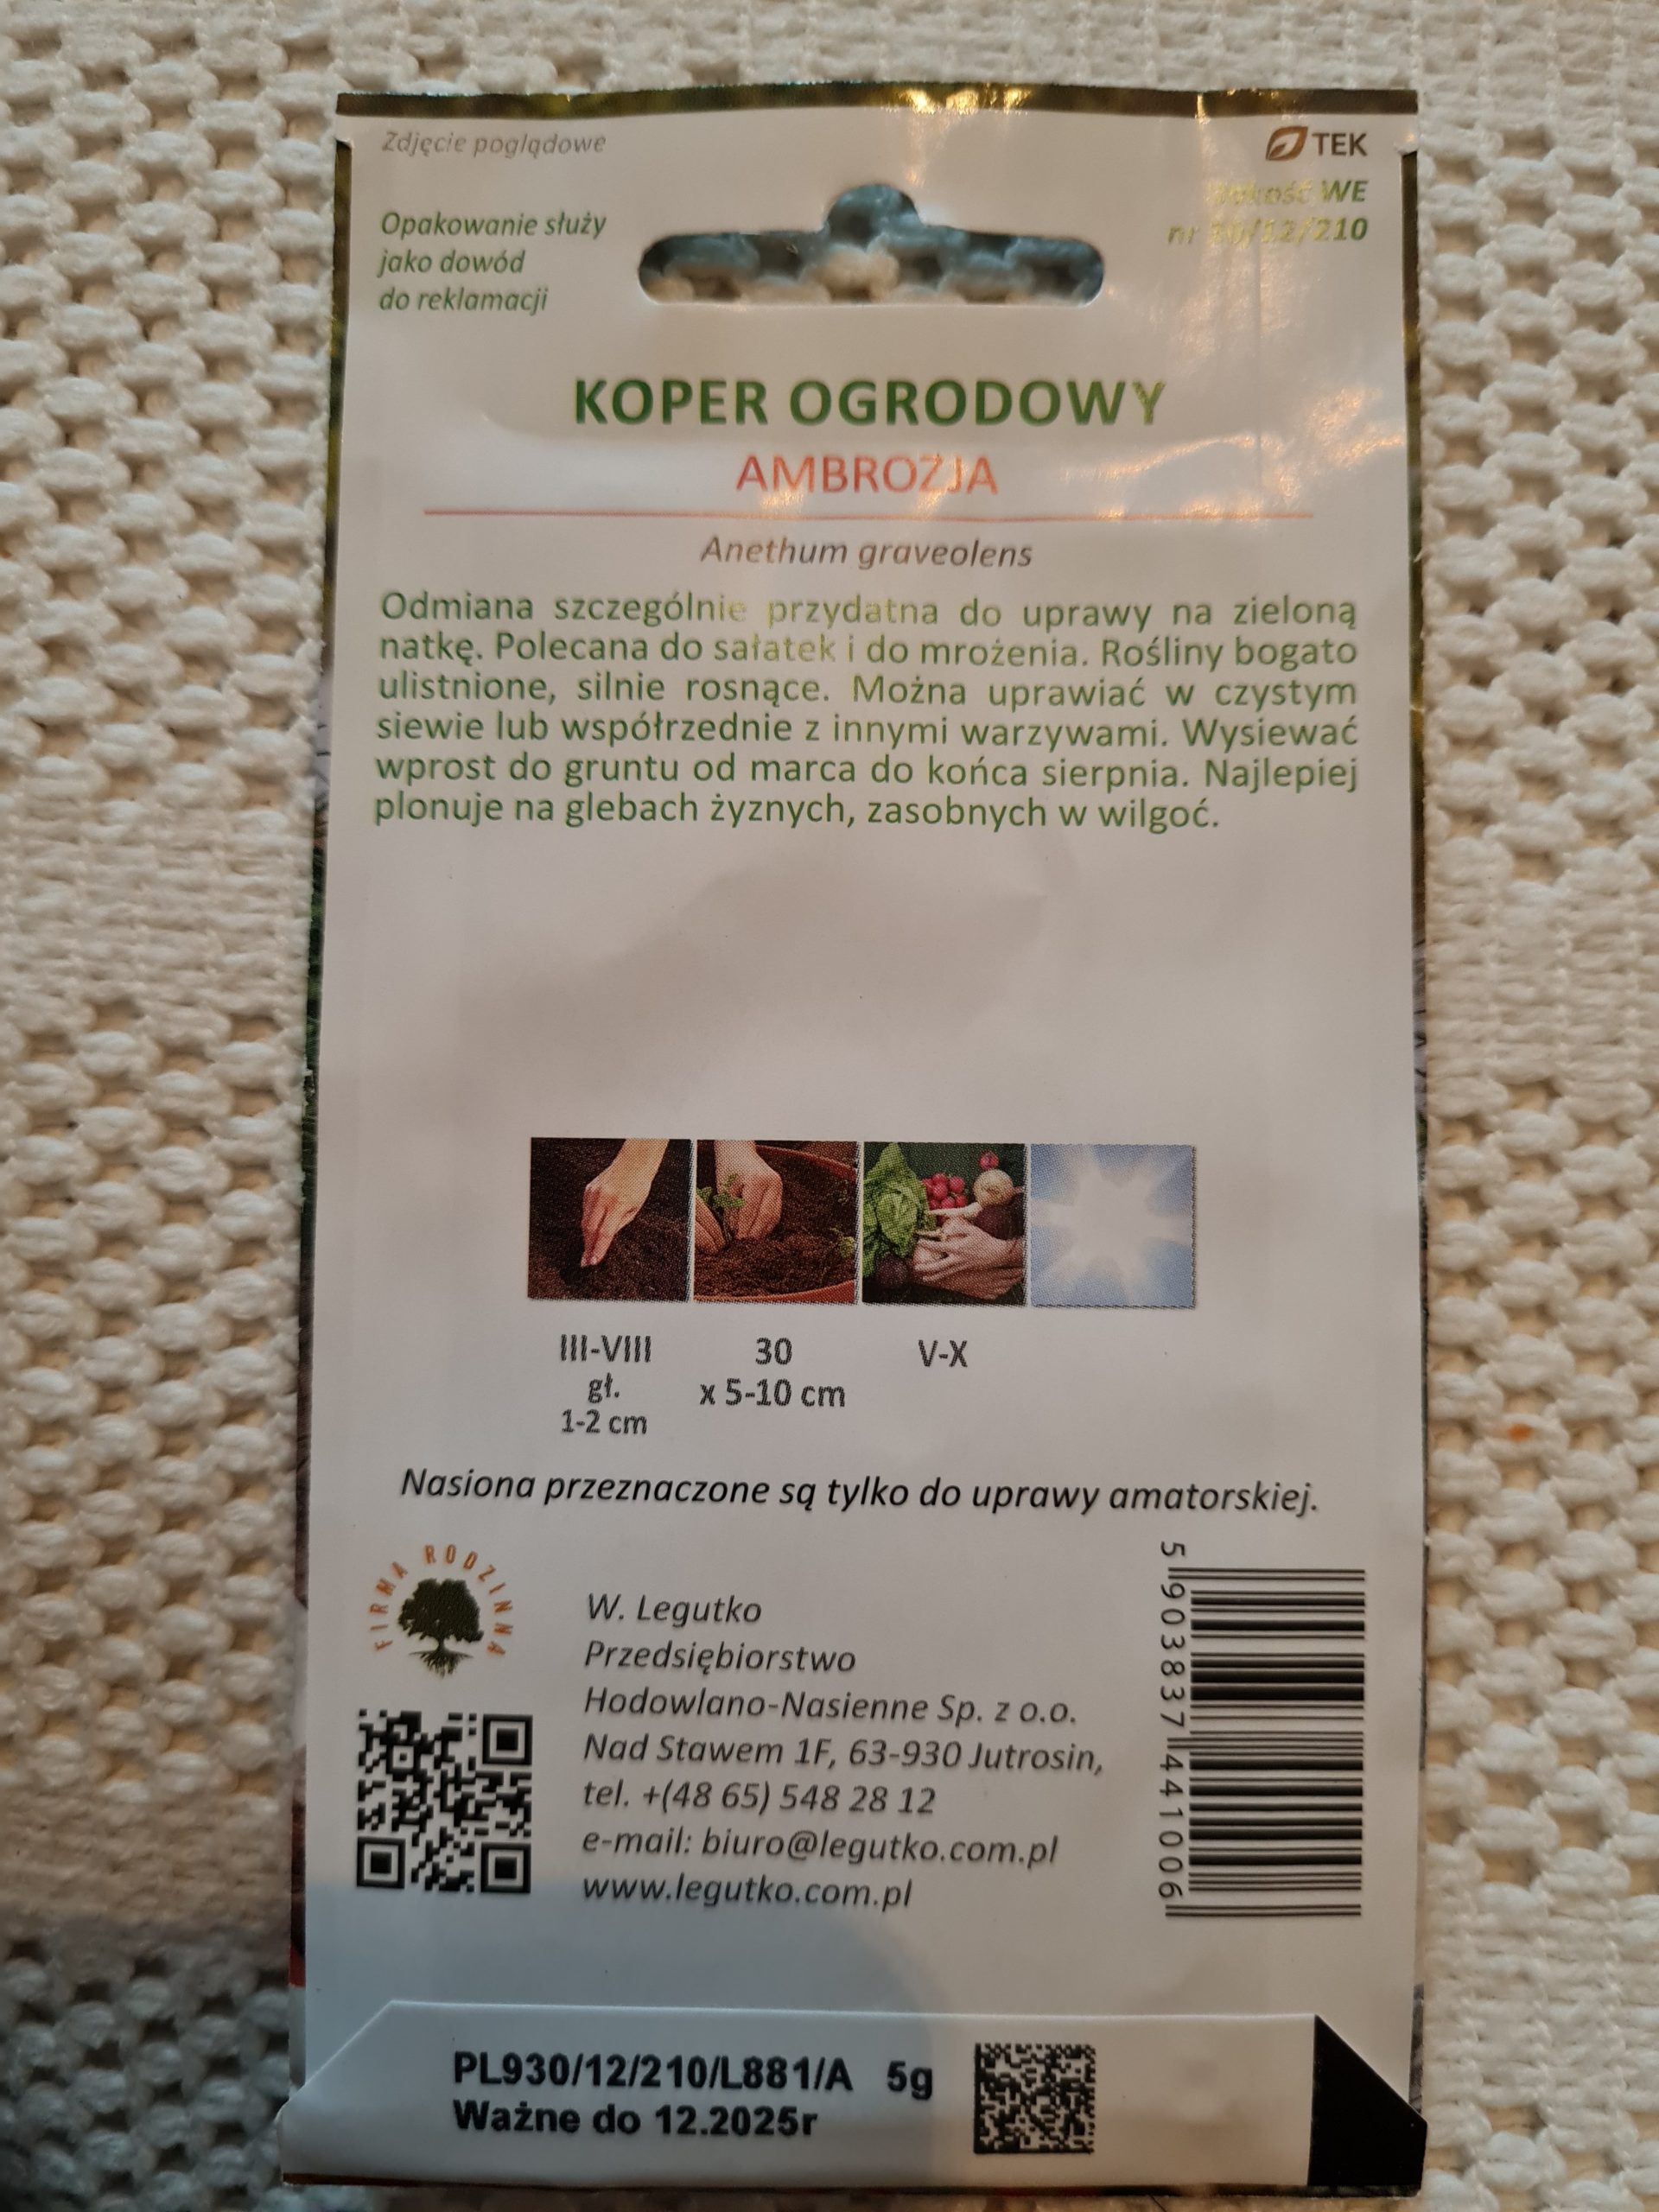 Zdjęcie poglądowe
TEK
Opakowanie służy
jako dowód
do reklamacji
Jakość WE
nr 30/12/210
KOPER OGRODOWY
AMBROZJA
Anethum graveolens
Odmiana szczególnie przydatna do uprawy na zieloną
natkę. Polecana do sałatek i do mrożenia. Rośliny bogato
ulistnione, silnie rosnące. Można uprawiać w czystym
siewie lub współrzędnie z innymi warzywami. Wysiewać
wprost do gruntu od marca do końca sierpnia. Najlepiej
plonuje na glebach żyznych, zasobnych w wilgoć.
III-VIII
gł.
1-2 cm
30
x 5-10 cm
V-X
Nasiona przeznaczone są tylko do uprawy amatorskiej.
FIRMA RODZINNA
W. Legutko
Przedsiębiorstwo
Hodowlano-Nasienne Sp. z o.o.
Nad Stawem 1F, 63-930 Jutrosin,
tel. +(48 65) 548 28 12
e-mail: biuro@legutko.com.pl
www.legutko.com.pl
5 903837 441006
PL930/12/210/L881/A 5g
Ważne do 12.2025r